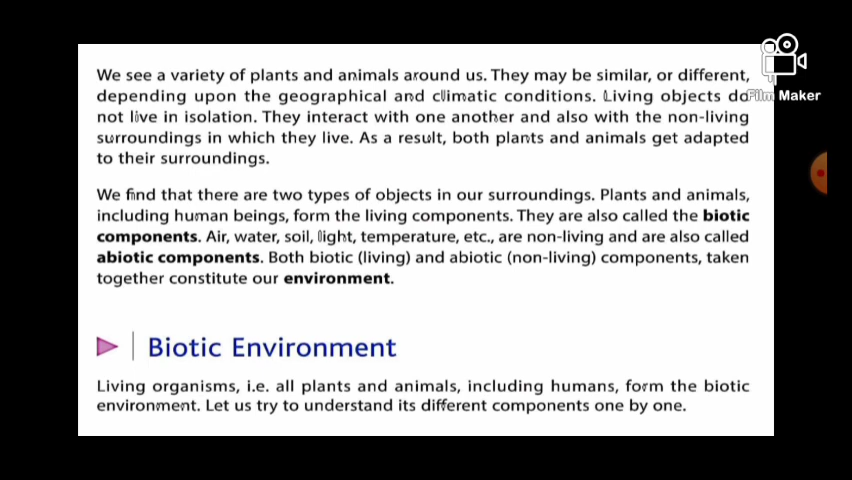 We see a variety of plants and animals around us. They may be similar, or different,
depending upon the geographical and climatic conditions. Living objects do
not live in isolation. They interact with one another and also with the non-living
surroundings in which they live. As a result, both plants and animals get adapted
to their surroundings.
We find that there are two types of objects in our surroundings. Plants and animals,
including human beings, form the living components. They are also called the biotic
components. Air, water, soil, light, temperature, etc., are non-living and are also called
abiotic components. Both biotic (living) and abiotic (non-living) components, taken
together constitute our environment.
Biotic Environment
Living organisms, i.e. all plants and animals, including humans, form the biotic
environment. Let us try to understand its different components one by one.
Film Maker